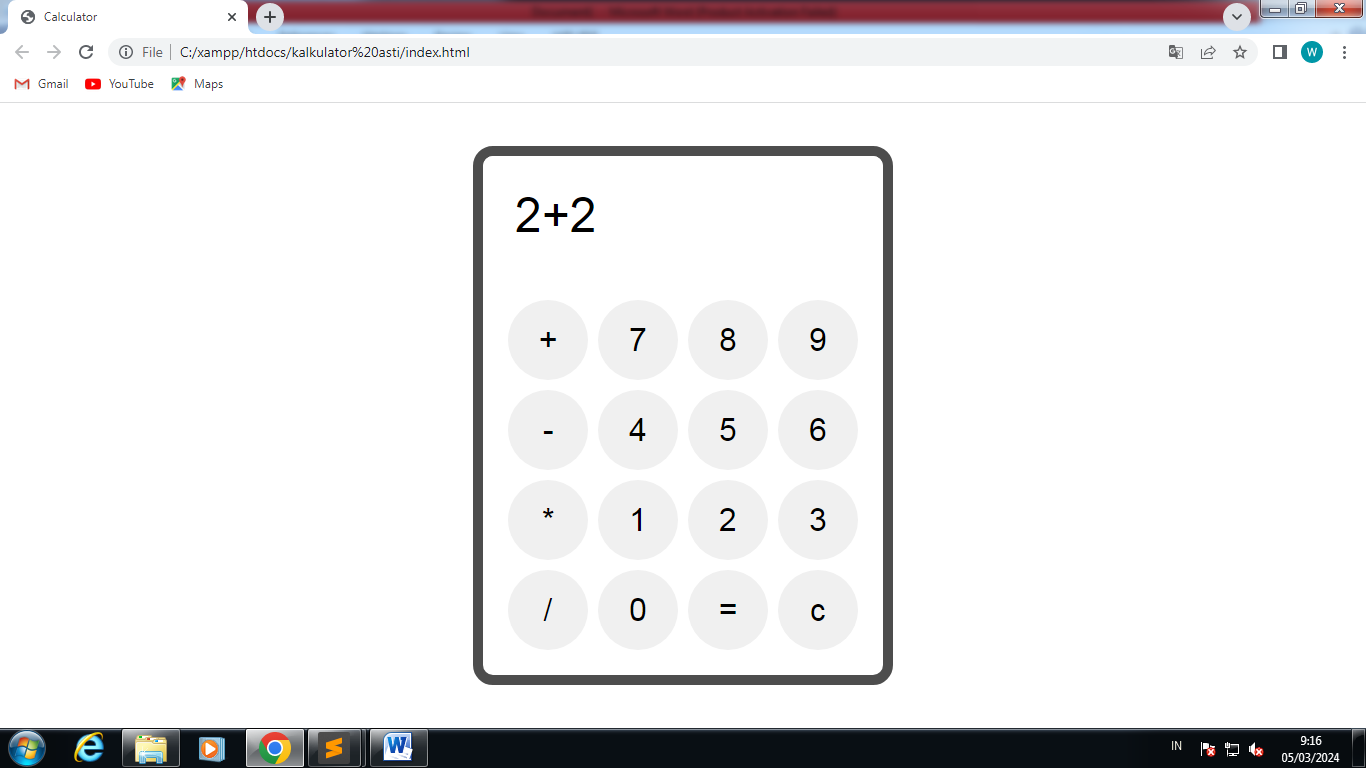 Calculator
File
C:/xampp/htdocs/kalkulator%20asti/index.html
W
Gmail
YouTube
Maps
2+2
+ 7 8 9
- 4 5 6
* 1 2 3
/ 0 = c
IN
9:16
05/03/2024